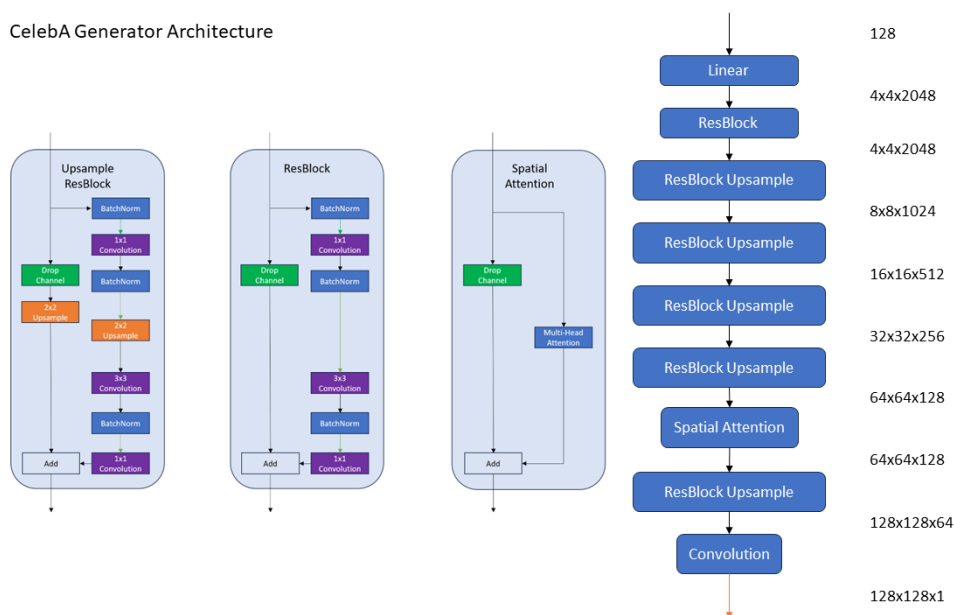 CelebA Generator Architecture
Upsample
ResBlock
BatchNorm
1x1
Convolution
Drop
Channel
BatchNorm
2x2
Upsample
2x2
Upsample
3x3
Convolution
BatchNorm
Add
1x1
Convolution
ResBlock
BatchNorm
1x1
Convolution
Drop
Channel
BatchNorm
3x3
Convolution
BatchNorm
Add
1x1
Convolution
Spatial
Attention
Drop
Channel
Multi-Head
Attention
Add
128
Linear
4x4x2048
ResBlock
4x4x2048
ResBlock Upsample
8x8x1024
ResBlock Upsample
16x16x512
ResBlock Upsample
32x32x256
ResBlock Upsample
64x64x128
Spatial Attention
64x64x128
ResBlock Upsample
128x128x64
Convolution
128x128x1